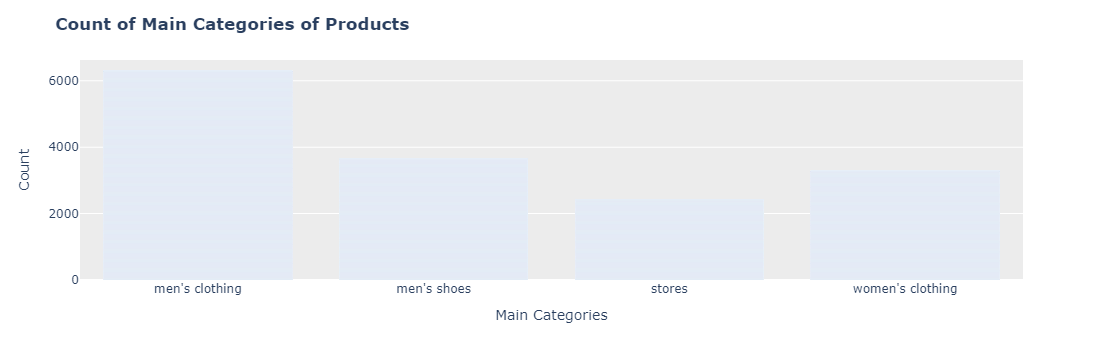 Count of Main Categories of Products
6000
4000
2000
0
Count
men's clothing
men's shoes
stores
women's clothing
Main Categories